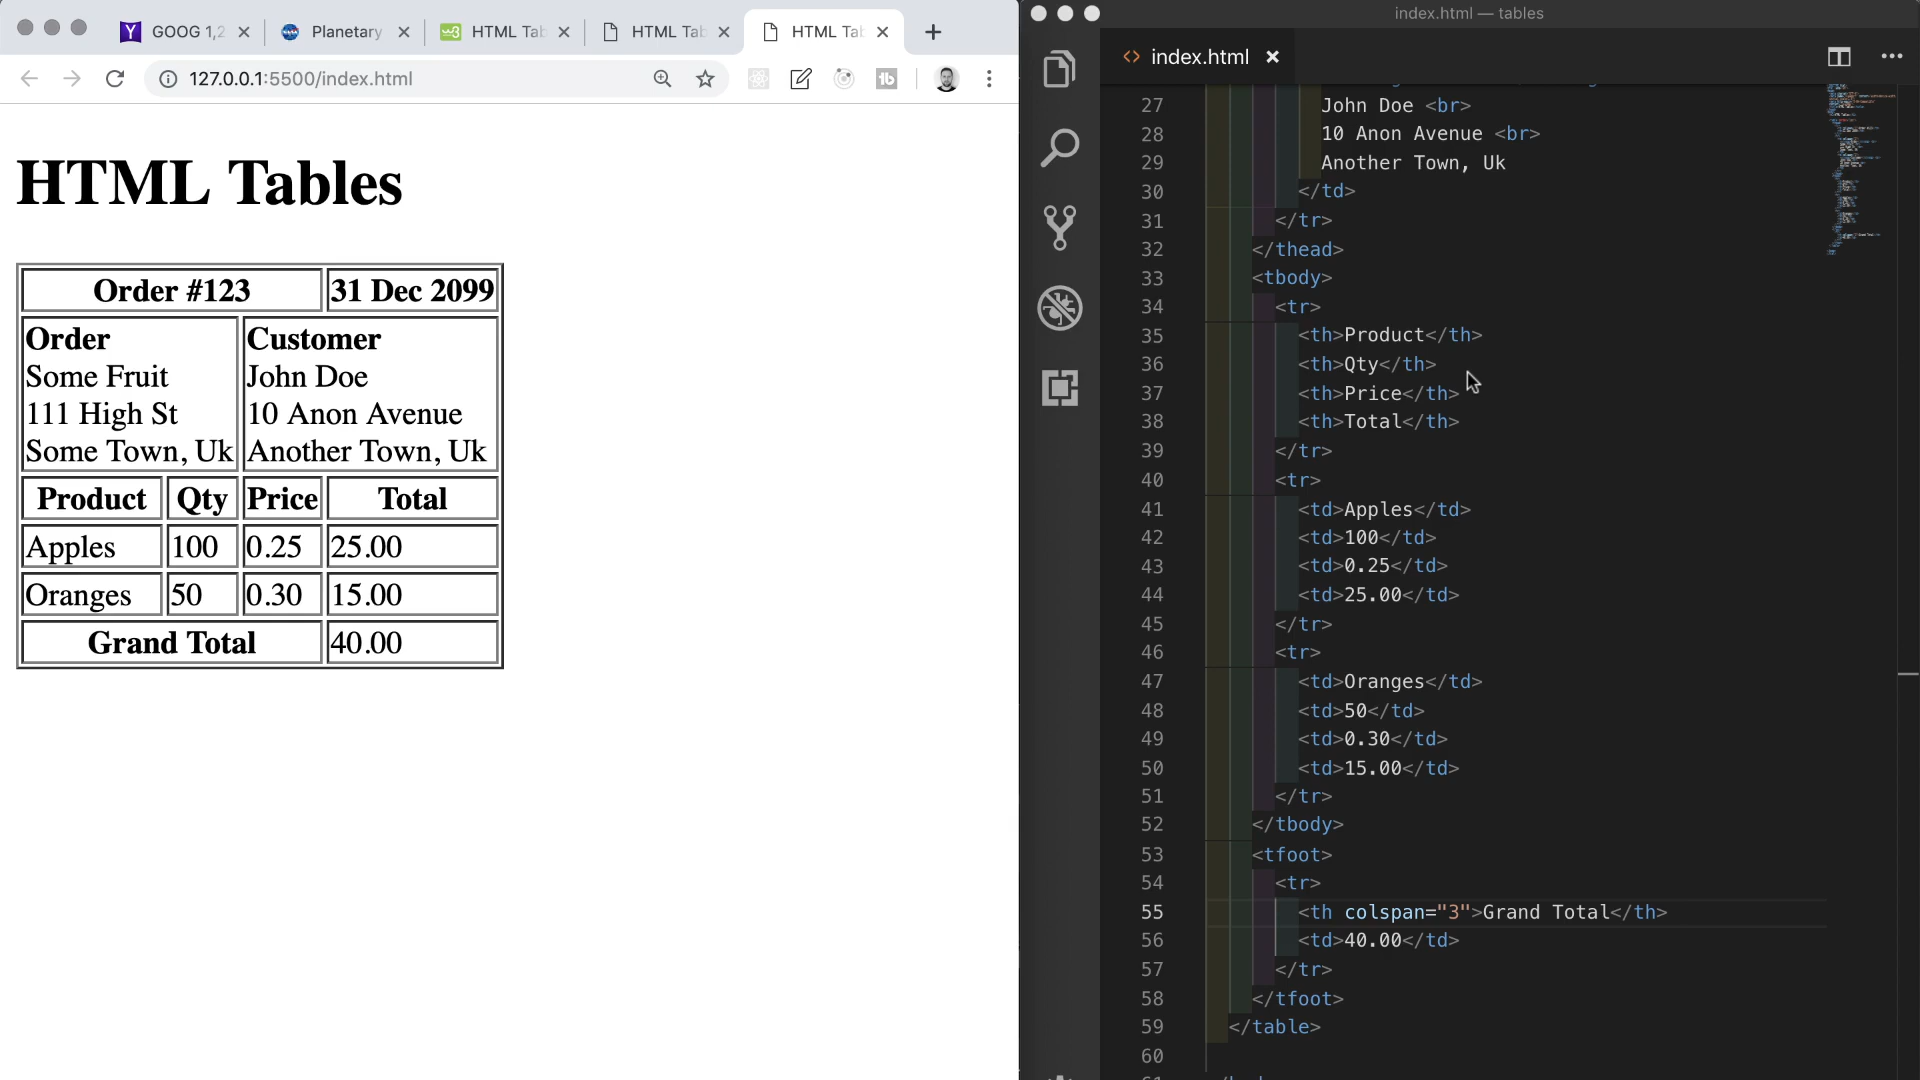 GOOG 1,2
Planetary
HTML Tab
HTML Tab
HTML Tab
127.0.0.1:5500/index.html
HTML Tables
Order #123 31 Dec 2099
Order Customer
Some Fruit John Doe
111 High St 10 Anon Avenue
Some Town, Uk Another Town, Uk
Product Qty Price Total
Apples 100 0.25 25.00
Oranges 50 0.30 15.00
Grand Total 40.00
index.html — tables
index.html
27 John Doe <br>
28 10 Anon Avenue <br>
29 Another Town, Uk
30 </td>
31 </tr>
32 </thead>
33 <tbody>
34 <tr>
35 <th>Product</th>
36 <th>Qty</th>
37 <th>Price</th>
38 <th>Total</th>
39 </tr>
40 <tr>
41 <td>Apples</td>
42 <td>100</td>
43 <td>0.25</td>
44 <td>25.00</td>
45 </tr>
46 <tr>
47 <td>Oranges</td>
48 <td>50</td>
49 <td>0.30</td>
50 <td>15.00</td>
51 </tr>
52 </tbody>
53 <tfoot>
54 <tr>
55 <th colspan="3">Grand Total</th>
56 <td>40.00</td>
57 </tr>
58 </tfoot>
59 </table>
60